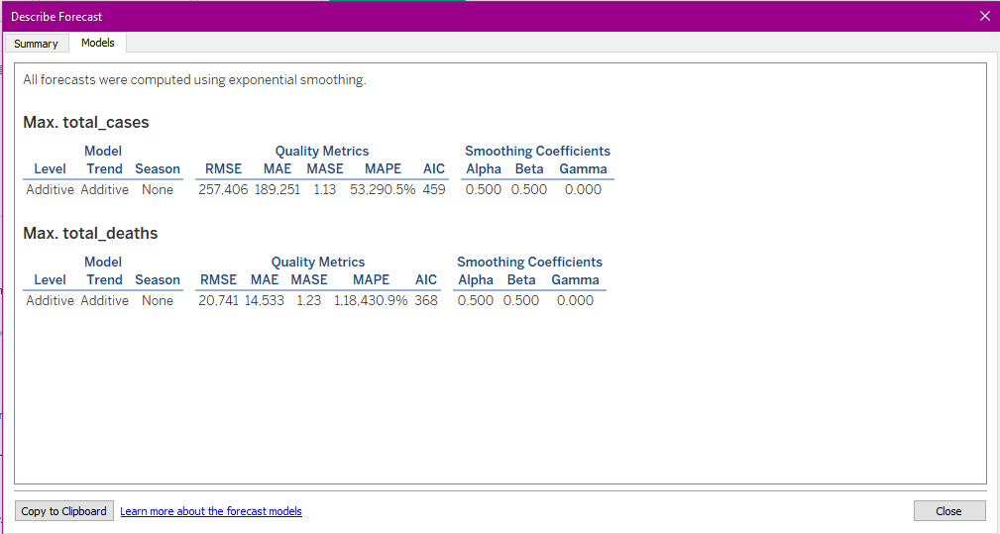 Describe Forecast
Summary Models
All forecasts were computed using exponential smoothing.
Max. total_cases
Model Quality Metrics Smoothing Coefficients
Level Trend Season RMSE MAE MASE MAPE AIC Alpha Beta Gamma
Additive Additive None 257,406 189,251 1.13 53,290.5% 459 0.500 0.500 0.000
Max. total_deaths
Model Quality Metrics Smoothing Coefficients
Level Trend Season RMSE MAE MASE MAPE AIC Alpha Beta Gamma
Additive Additive None 20,741 14,533 1.23 1,18,430.9% 368 0.500 0.500 0.000
Copy to Clipboard Learn more about the forecast models Close